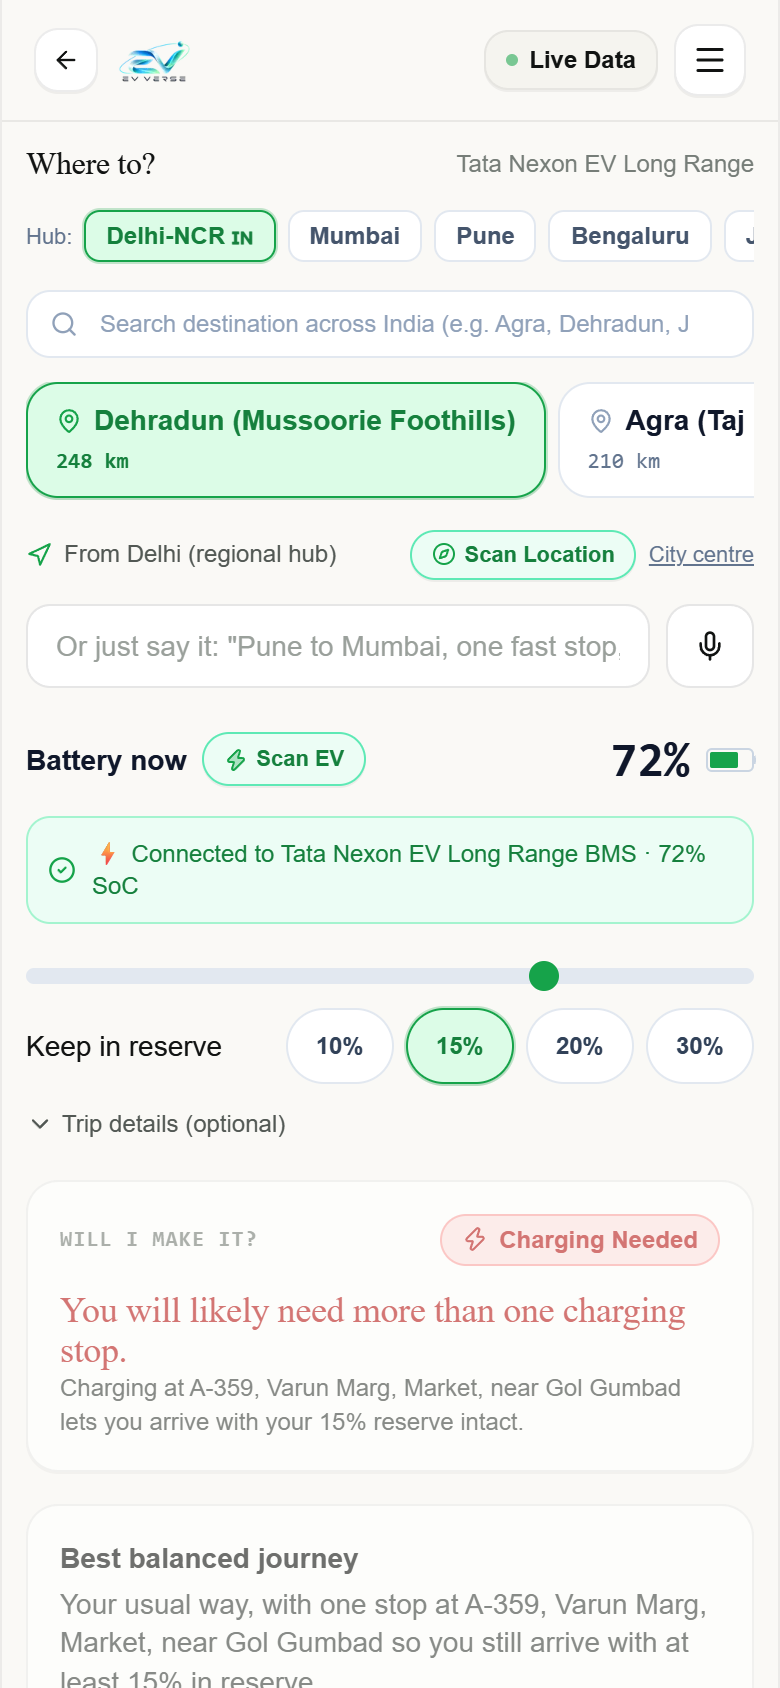 EV VERSE
Live Data
Where to?
Tata Nexon EV Long Range
Hub:
Delhi-NCR IN
Mumbai
Pune
Bengaluru
J
Search destination across India (e.g. Agra, Dehradun, J
Dehradun (Mussoorie Foothills)
248 km
Agra (Taj
210 km
From Delhi (regional hub)
Scan Location
City centre
Or just say it: "Pune to Mumbai, one fast stop,
Battery now
Scan EV
72%
Connected to Tata Nexon EV Long Range BMS · 72%
SoC
Keep in reserve
10%
15%
20%
30%
Trip details (optional)
WILL I MAKE IT?
Charging Needed
You will likely need more than one charging
stop.
Charging at A-359, Varun Marg, Market, near Gol Gumbad
lets you arrive with your 15% reserve intact.
Best balanced journey
Your usual way, with one stop at A-359, Varun Marg,
Market, near Gol Gumbad so you still arrive with at
least 15% in reserve